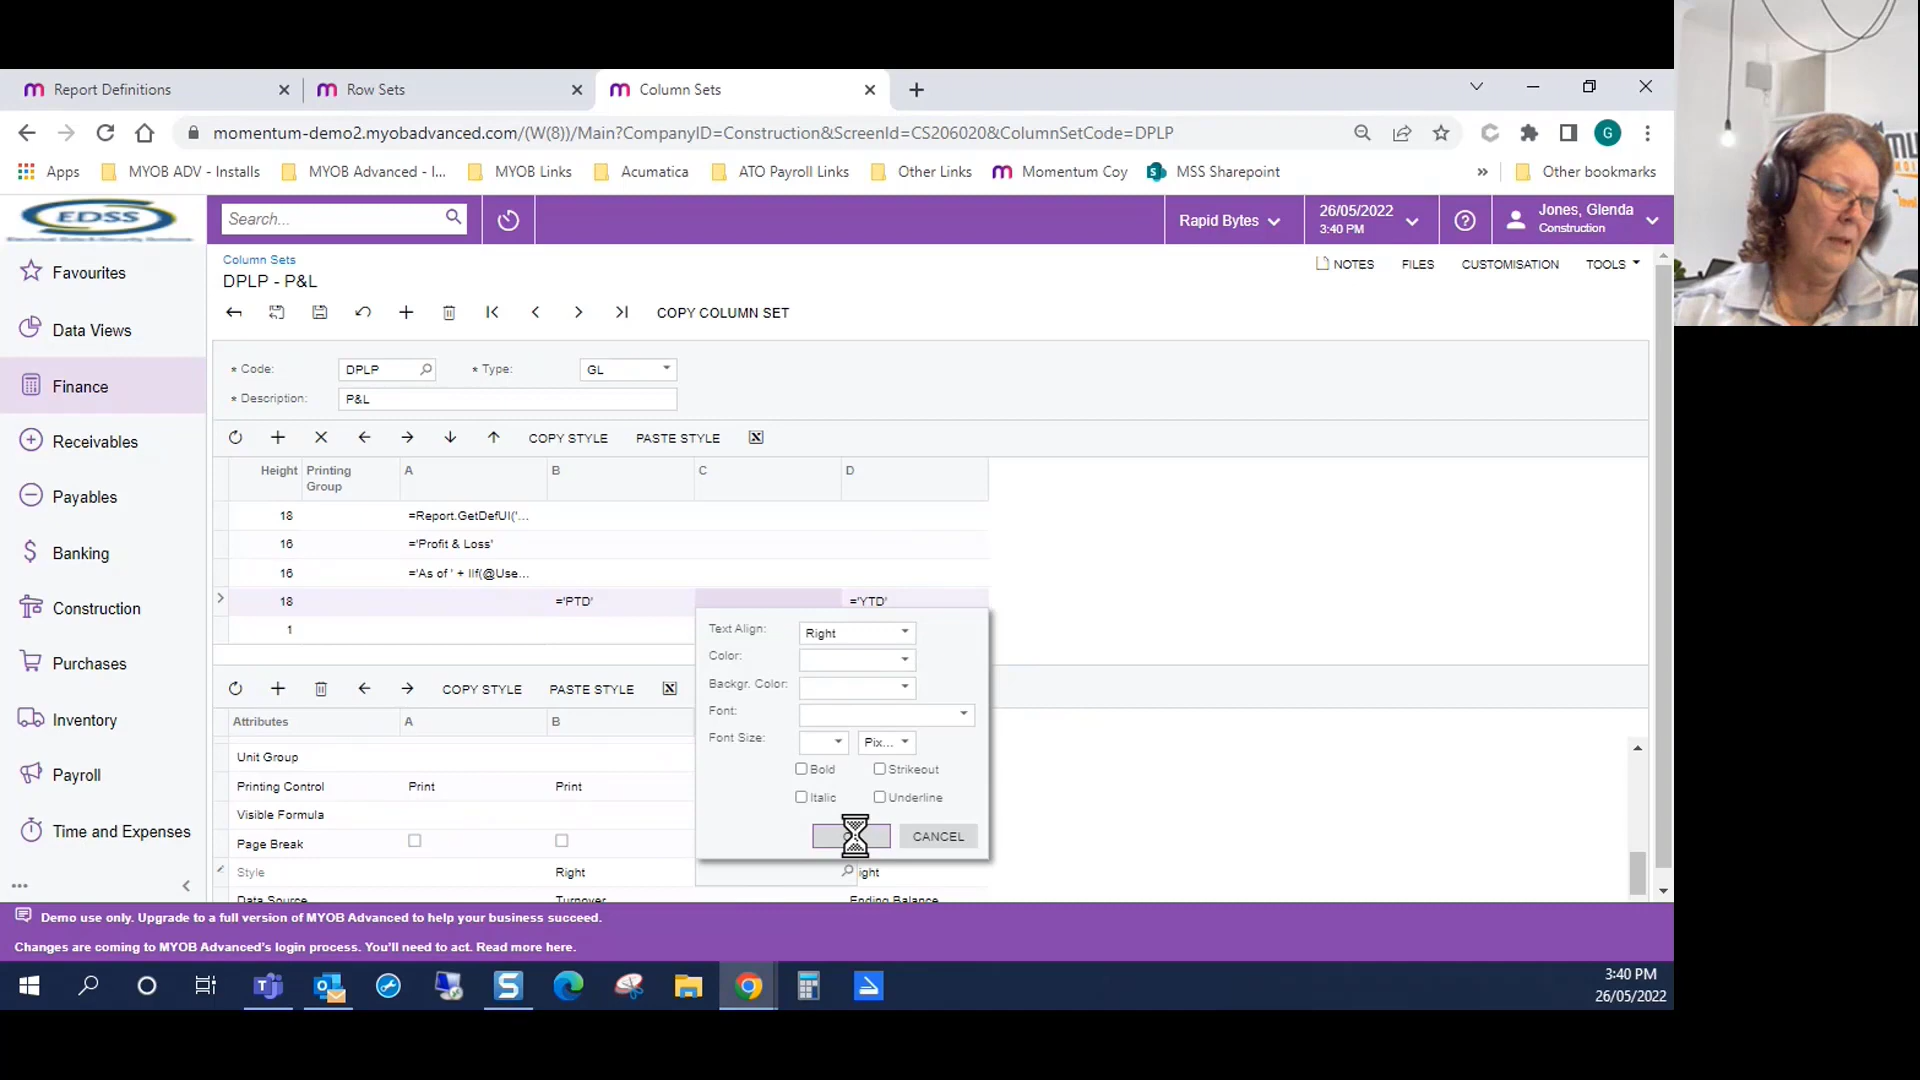 Report Definitions
Row Sets
Column Sets
momentum-demo2.myobadvanced.com/(W(8))/Main?CompanyID=Construction&ScreenId=CS206020&ColumnSetCode=DPLP
G
Apps
MYOB ADV - Installs
MYOB Advanced - I...
MYOB Links
Acumatica
ATO Payroll Links
Other Links
Momentum Coy
MSS Sharepoint
Other bookmarks
EDSS
Search...
Rapid Bytes
26/05/2022
3:40 PM
Jones, Glenda
Construction
Favourites
Data Views
Finance
Receivables
Payables
Banking
Construction
Purchases
Inventory
Payroll
Time and Expenses
Column Sets
DPLP - P&L
NOTES
FILES
CUSTOMISATION
TOOLS
COPY COLUMN SET
* Code:
DPLP
* Type:
GL
* Description:
P&L
COPY STYLE
PASTE STYLE
Height
Printing Group
A
B
C
D
18
=Report.GetDefUI('...
16
='Profit & Loss'
16
='As of ' + IIf(@Use...
18
='PTD'
='YTD'
1
Text Align:
Right
Color:
Backgr. Color:
Font:
Font Size:
Pix...
Bold
Strikeout
Italic
Underline
CANCEL
COPY STYLE
PASTE STYLE
Attributes
A
B
Unit Group
Printing Control
Print
Print
Visible Formula
Page Break
Style
Right
ight
Data Source
Turnover
Ending Balance
Demo use only. Upgrade to a full version of MYOB Advanced to help your business succeed.
Changes are coming to MYOB Advanced's login process. You'll need to act. Read more here.
3:40 PM
26/05/2022